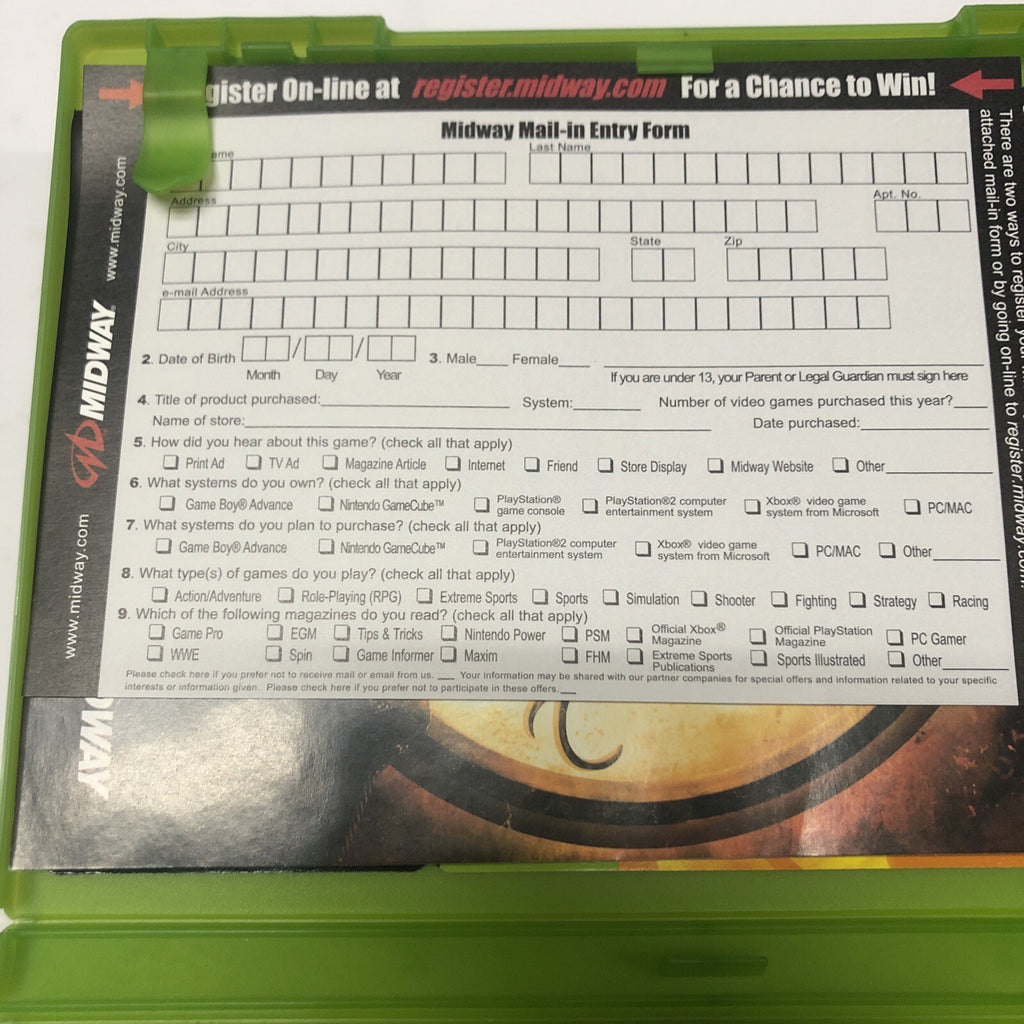 gister On-line at register.midway.com For a Chance to Win!
Midway Mail-in Entry Form
ame Last Name
Address Apt. No.
City State Zip
e-mail Address
2. Date of Birth / / 3. Male____ Female____
Month Day Year If you are under 13, your Parent or Legal Guardian must sign here
4. Title of product purchased: System: Number of video games purchased this year?
Name of store: Date purchased:
5. How did you hear about this game? (check all that apply)
Print Ad TV Ad Magazine Article Internet Friend Store Display Midway Website Other
6. What systems do you own? (check all that apply)
Game Boy® Advance Nintendo GameCube™ PlayStation® game console PlayStation®2 computer entertainment system Xbox® video game system from Microsoft PC/MAC
7. What systems do you plan to purchase? (check all that apply)
Game Boy® Advance Nintendo GameCube™ PlayStation®2 computer entertainment system Xbox® video game system from Microsoft PC/MAC Other
8. What type(s) of games do you play? (check all that apply)
Action/Adventure Role-Playing (RPG) Extreme Sports Sports Simulation Shooter Fighting Strategy Racing
9. Which of the following magazines do you read? (check all that apply)
Game Pro EGM Tips & Tricks Nintendo Power PSM Official Xbox® Magazine Official PlayStation Magazine PC Gamer
WWE Spin Game Informer Maxim FHM Extreme Sports Publications Sports Illustrated Other
Please check here if you prefer not to receive mail or email from us. ___ Your information may be shared with our partner companies for special offers and information related to your specific
interests or information given. Please check here if you prefer not to participate in these offers.___
www.midway.com MIDWAY www.midway.com
WAY
There are two ways to register
attached mail-in form or by going on-line to register.midway.com.